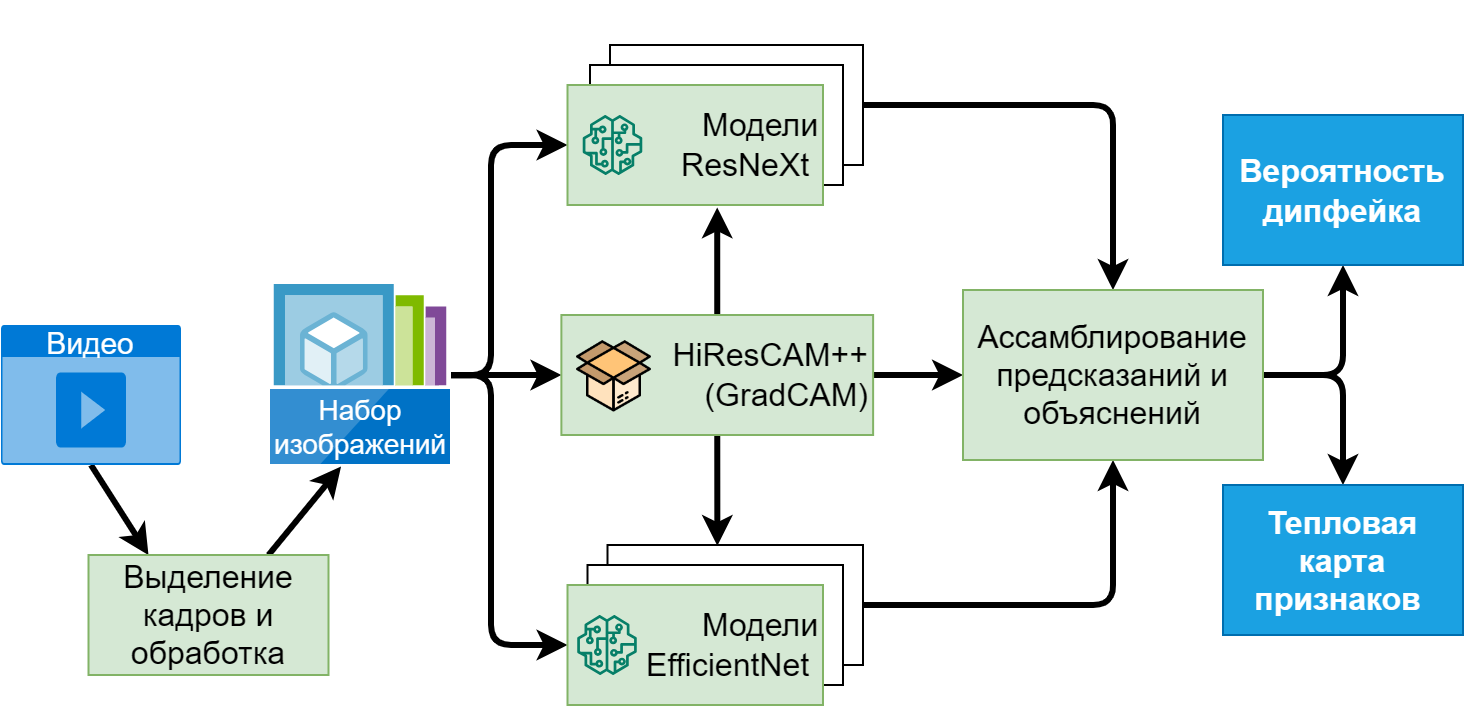 Видео
Выделение
кадров и
обработка
Набор
изображений
Модели
ResNeXt
HiResCAM++
(GradCAM)
Модели
EfficientNet
Ассамблирование
предсказаний и
объяснений
Вероятность
дипфейка
Тепловая
карта
признаков